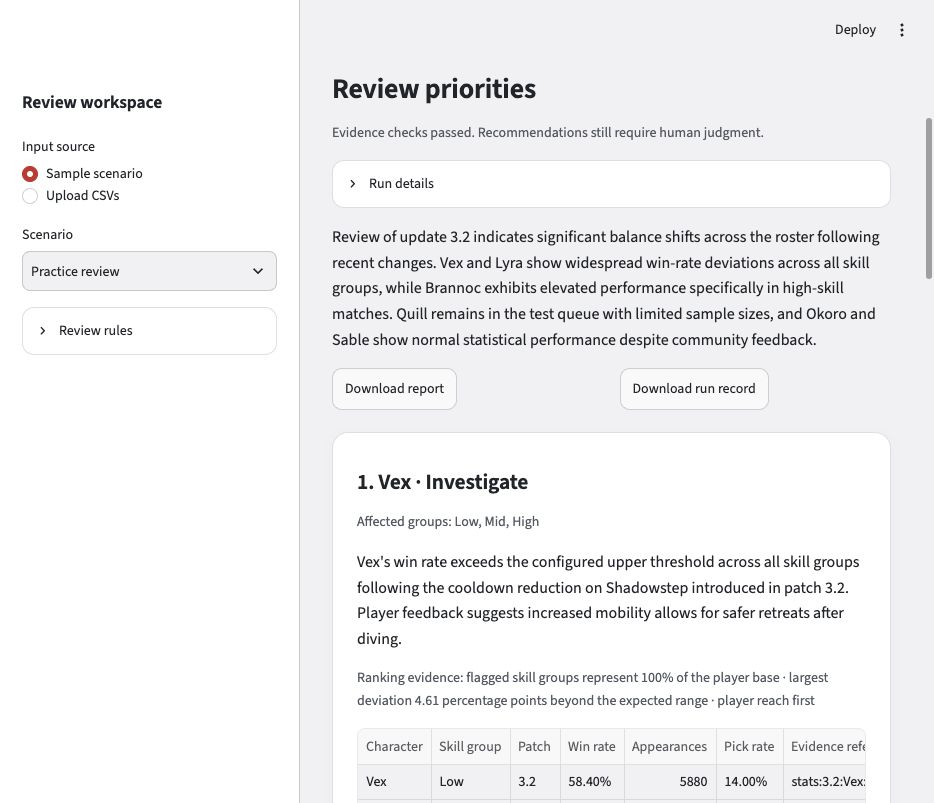 Deploy
Review workspace
Input source
Sample scenario
Upload CSVs
Scenario
Practice review
Review rules
Review priorities
Evidence checks passed. Recommendations still require human judgment.
Run details
Review of update 3.2 indicates significant balance shifts across the roster following
recent changes. Vex and Lyra show widespread win-rate deviations across all skill
groups, while Brannoc exhibits elevated performance specifically in high-skill
matches. Quill remains in the test queue with limited sample sizes, and Okoro and
Sable show normal statistical performance despite community feedback.
Download report Download run record
1. Vex · Investigate
Affected groups: Low, Mid, High
Vex's win rate exceeds the configured upper threshold across all skill groups
following the cooldown reduction on Shadowstep introduced in patch 3.2.
Player feedback suggests increased mobility allows for safer retreats after
diving.
Ranking evidence: flagged skill groups represent 100% of the player base · largest
deviation 4.61 percentage points beyond the expected range · player reach first
Character Skill group Patch Win rate Appearances Pick rate Evidence refe
Vex Low 3.2 58.40% 5880 14.00% stats:3.2:Vex: